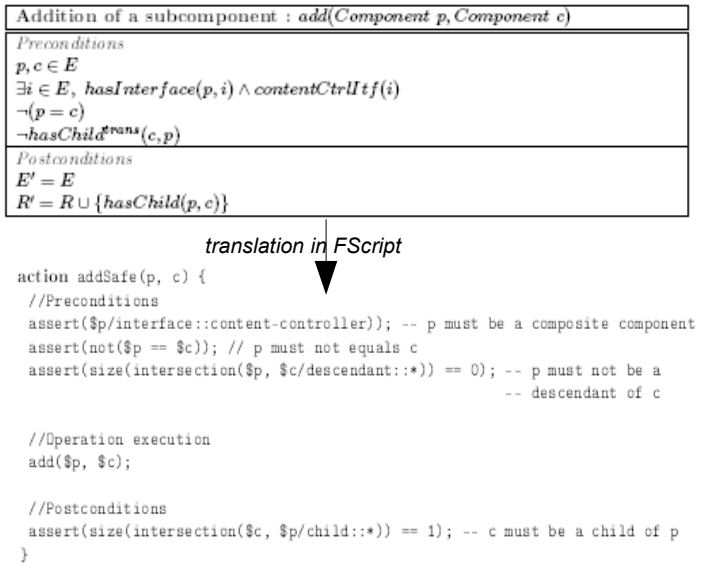 Addition of a subcomponent : add(Component p, Component c)
Preconditions
p, c ∈ E
∃i ∈ E, hasInterface(p, i) ∧ contentCtrlItf(i)
¬(p = c)
¬hasChild^trans(c, p)
Postconditions
E' = E
R' = R ∪ {hasChild(p, c)}
translation in FScript
action addSafe(p, c) {
//Preconditions
assert($p/interface::content-controller)); -- p must be a composite component
assert(not($p == $c)); // p must not equals c
assert(size(intersection($p, $c/descendant::*)) == 0); -- p must not be a
-- descendant of c
//Operation execution
add($p, $c);
//Postconditions
assert(size(intersection($c, $p/child::*)) == 1); -- c must be a child of p
}